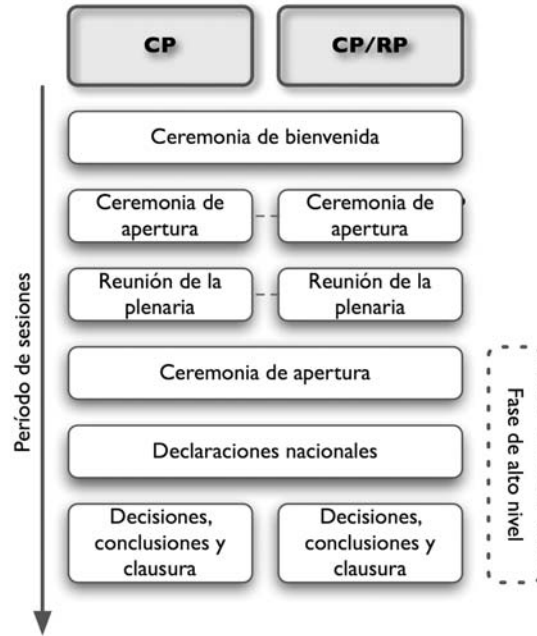 CP
CP/RP
Ceremonia de bienvenida
Ceremonia de
apertura
Ceremonia de
apertura
Reunión de la
plenaria
Reunión de la
plenaria
Ceremonia de apertura
Declaraciones nacionales
Decisiones,
conclusiones y
clausura
Decisiones,
conclusiones y
clausura
Período de sesiones
Fase de alto nivel